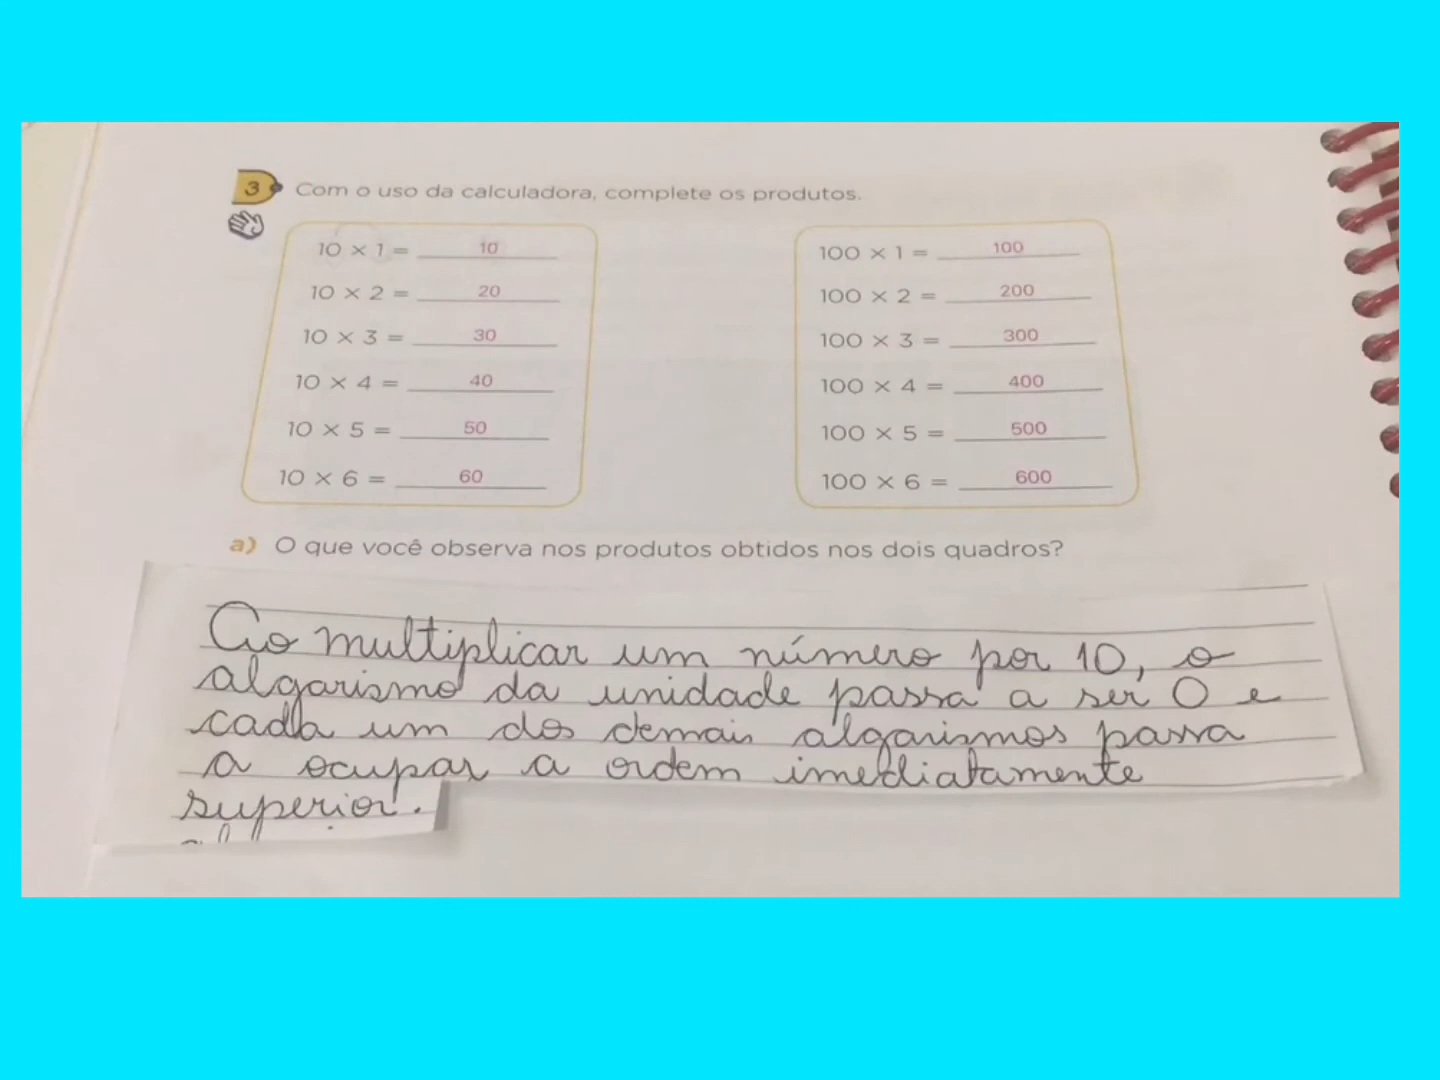 3 Com o uso da calculadora, complete os produtos.
10 × 1 = 10
10 × 2 = 20
10 × 3 = 30
10 × 4 = 40
10 × 5 = 50
10 × 6 = 60
100 × 1 = 100
100 × 2 = 200
100 × 3 = 300
100 × 4 = 400
100 × 5 = 500
100 × 6 = 600
a) O que você observa nos produtos obtidos nos dois quadros?
Ao multiplicar um número por 10, o
algarismo da unidade passa a ser 0 e
cada um dos demais algarismos passa
a ocupar a ordem imediatamente
superior.